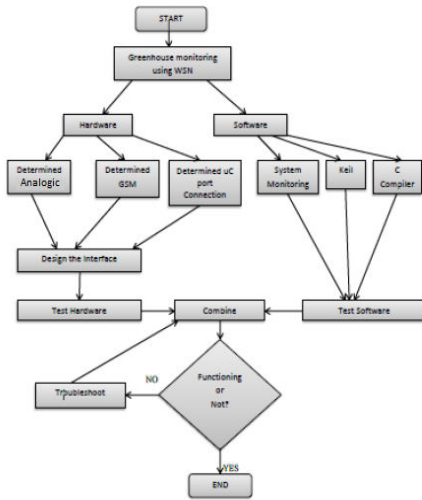 START
Greenhouse monitoring
using WSN
Hardware
Software
Determined
Analogic
Determined
GSM
Determined uC
port
Connection
System
Monitoring
Keil
C
Compiler
Design the Interface
Test Hardware
Combine
Test Software
Functioning
or
Not?
NO
Troubleshoot
YES
END